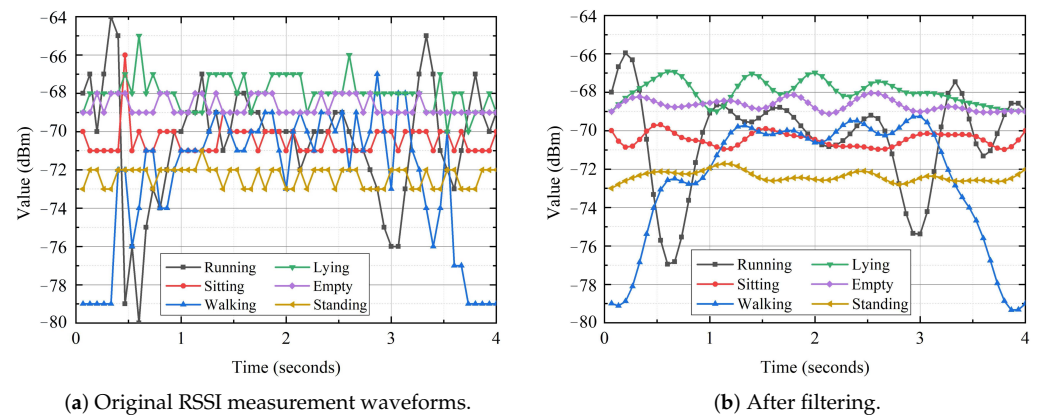 −64
−66
−68
−70
−72
−74
−76
−78
−80
Value (dBm)
0
1
2
3
4
Time (seconds)
Running
Lying
Sitting
Empty
Walking
Standing
(a) Original RSSI measurement waveforms.
−64
−66
−68
−70
−72
−74
−76
−78
−80
Value (dBm)
0
1
2
3
4
Time (seconds)
Running
Lying
Sitting
Empty
Walking
Standing
(b) After filtering.